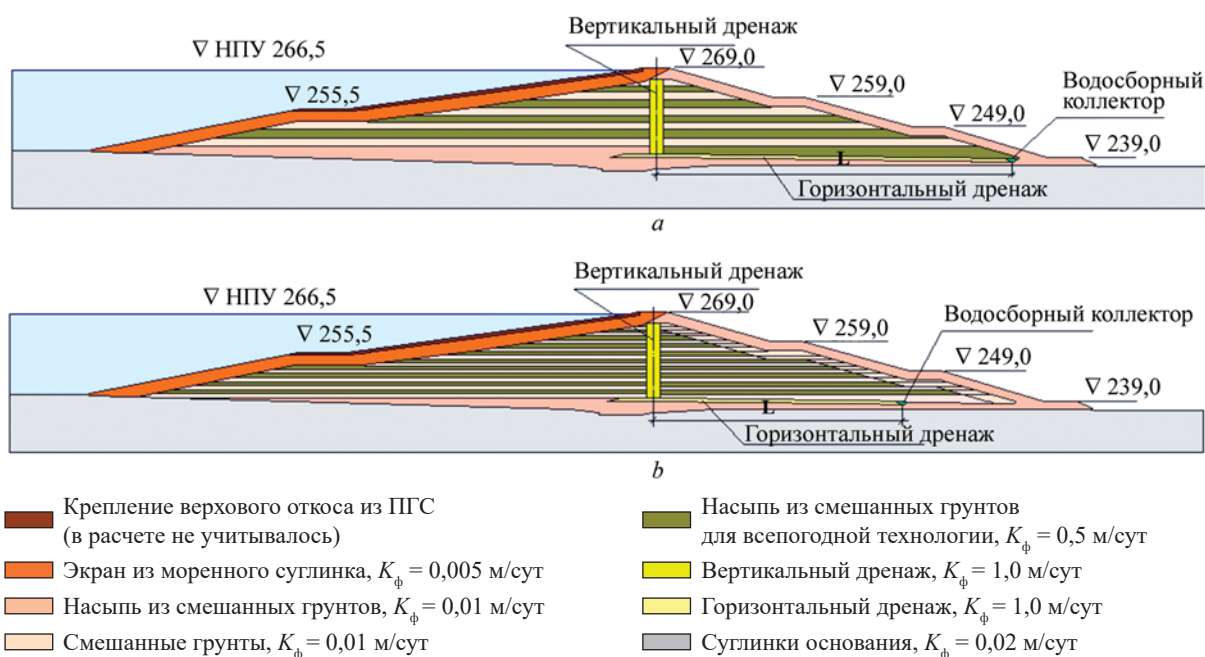 Вертикальный дренаж
∇ НПУ 266,5
∇ 269,0
Водосборный
коллектор
∇ 255,5
∇ 259,0
∇ 249,0
∇ 239,0
L
Горизонтальный дренаж
a
Вертикальный дренаж
∇ НПУ 266,5
∇ 269,0
Водосборный коллектор
∇ 255,5
∇ 259,0
∇ 249,0
∇ 239,0
L
Горизонтальный дренаж
b
Крепление верхового откоса из ПГС
(в расчете не учитывалось)
Экран из моренного суглинка, Kф = 0,005 м/сут
Насыпь из смешанных грунтов, Kф = 0,01 м/сут
Смешанные грунты, Kф = 0,01 м/сут
Насыпь из смешанных грунтов
для всепогодной технологии, Kф = 0,5 м/сут
Вертикальный дренаж, Kф = 1,0 м/сут
Горизонтальный дренаж, Kф = 1,0 м/сут
Суглинки основания, Kф = 0,02 м/сут